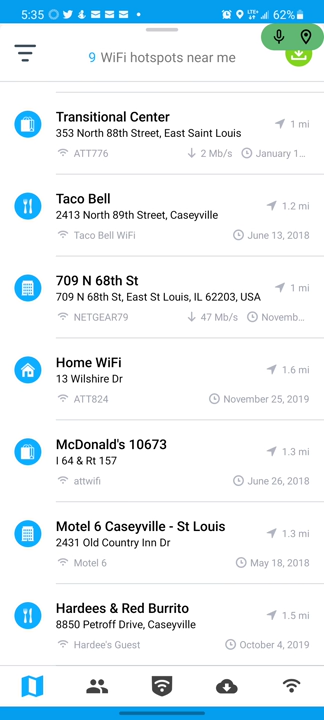 5:35
LTE+
62%
9 WiFi hotspots near me
Transitional Center
1 mi
353 North 88th Street, East Saint Louis
ATT776
2 Mb/s
January 1...
Taco Bell
1.2 mi
2413 North 89th Street, Caseyville
Taco Bell WiFi
June 13, 2018
709 N 68th St
1 mi
709 N 68th St, East St Louis, IL 62203, USA
NETGEAR79
47 Mb/s
Novemb...
Home WiFi
1.6 mi
13 Wilshire Dr
ATT824
November 25, 2019
McDonald's 10673
1.3 mi
I 64 & Rt 157
attwifi
June 26, 2018
Motel 6 Caseyville - St Louis
1.3 mi
2431 Old Country Inn Dr
Motel 6
May 18, 2018
Hardees & Red Burrito
1.5 mi
8850 Petroff Drive, Caseyville
Hardee's Guest
October 4, 2019